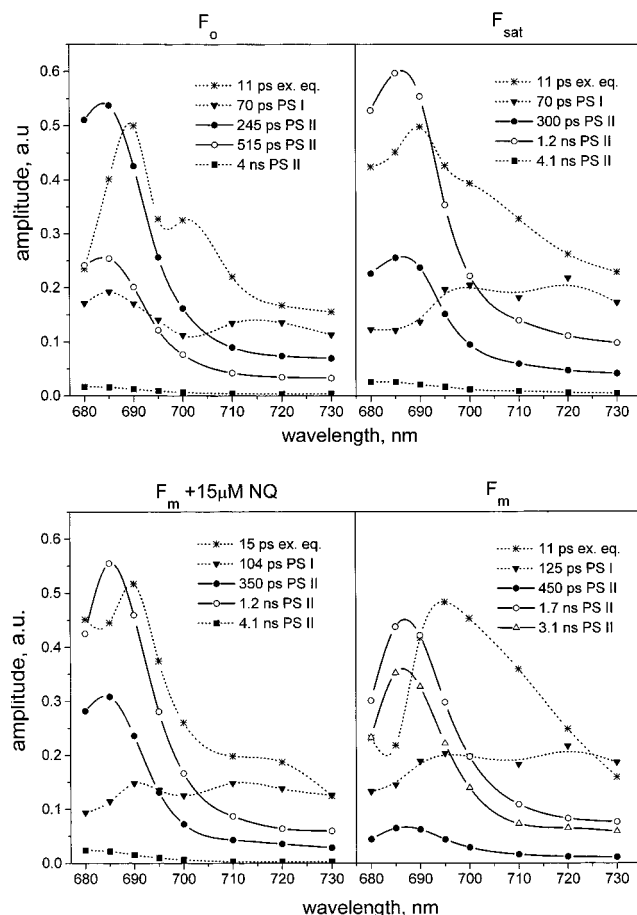 F_o
F_sat
0.6
0.5
0.4
0.3
0.2
0.1
0.0
amplitude, a.u
11 ps ex. eq.
70 ps PS I
245 ps PS II
515 ps PS II
4 ns PS II
11 ps ex. eq.
70 ps PS I
300 ps PS II
1.2 ns PS II
4.1 ns PS II
680 690 700 710 720 730 680 690 700 710 720 730
wavelength, nm
F_m +15µM NQ
F_m
0.6
0.5
0.4
0.3
0.2
0.1
0.0
amplitude, a.u.
15 ps ex. eq.
104 ps PS I
350 ps PS II
1.2 ns PS II
4.1 ns PS II
11 ps ex. eq.
125 ps PS I
450 ps PS II
1.7 ns PS II
3.1 ns PS II
680 690 700 710 720 730 680 690 700 710 720 730
wavelength, nm